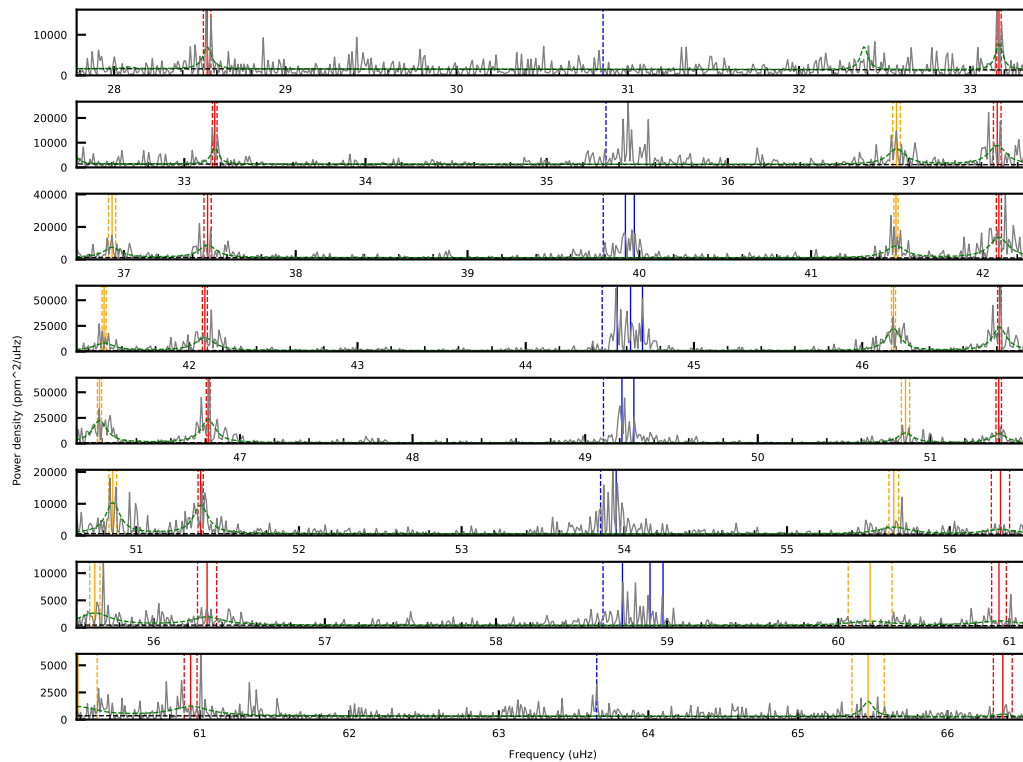 10000
0
28 29 30 31 32 33
20000
10000
0
33 34 35 36 37
40000
20000
0
37 38 39 40 41 42
50000
25000
0
42 43 44 45 46
50000
25000
0
47 48 49 50 51
20000
10000
0
51 52 53 54 55 56
10000
5000
0
56 57 58 59 60 61
5000
2500
0
61 62 63 64 65 66
Power density (ppm^2/uHz)
Frequency (uHz)